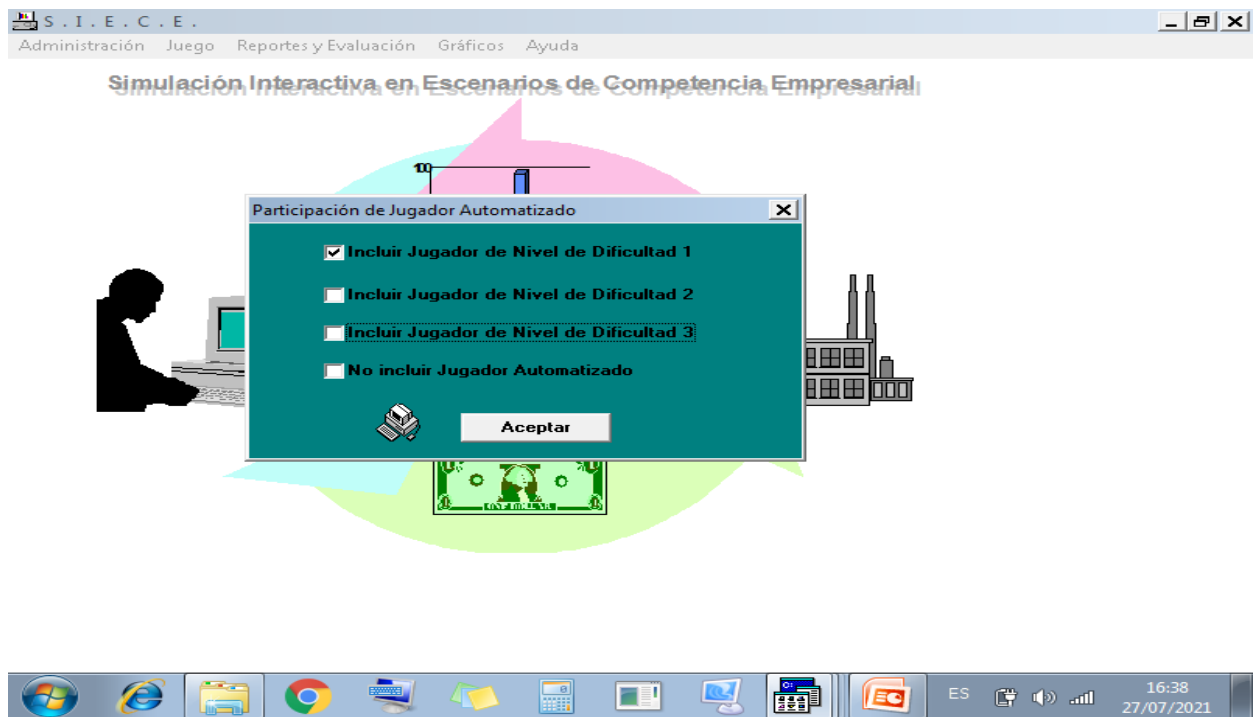 S . I . E . C . E .
Administración Juego Reportes y Evaluación Gráficos Ayuda
Simulación Interactiva en Escenarios de Competencia Empresarial
100
Participación de Jugador Automatizado
Incluir Jugador de Nivel de Dificultad 1
Incluir Jugador de Nivel de Dificultad 2
Incluir Jugador de Nivel de Dificultad 3
No incluir Jugador Automatizado
Aceptar
ES
16:38
27/07/2021